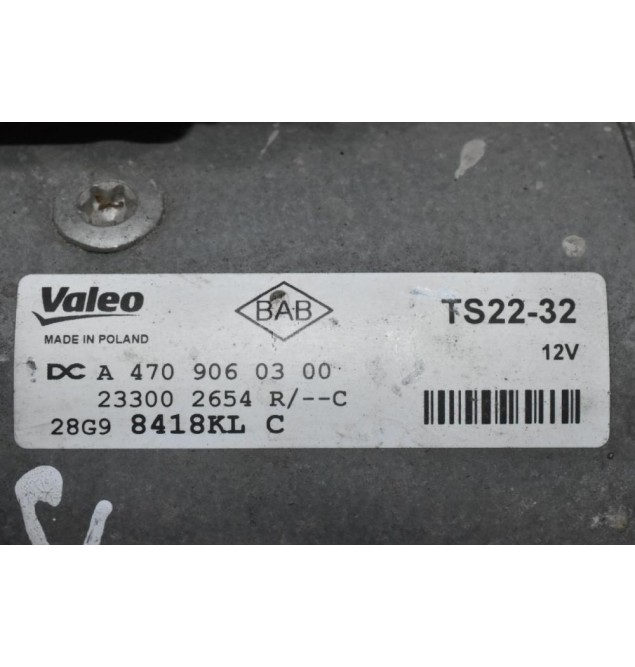 Valeo
MADE IN POLAND
BAB
TS22-32
12V
DC A 470 906 03 00
23300 2654 R/--C
28G9 8418KL C